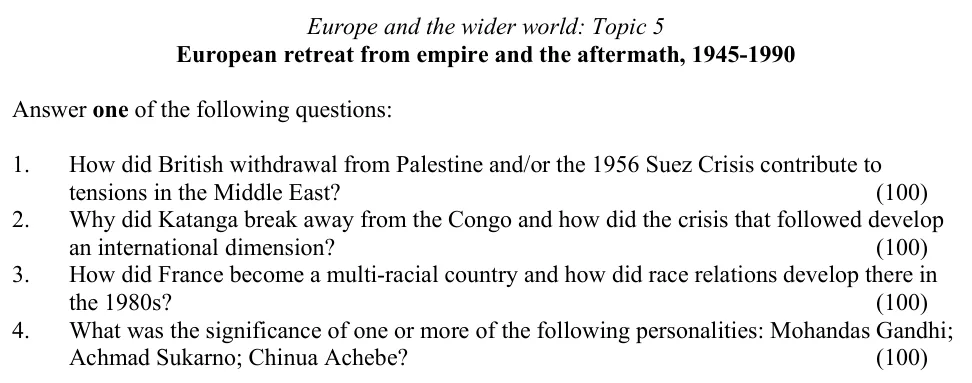 Europe and the wider world: Topic 5
European retreat from empire and the aftermath, 1945-1990
Answer one of the following questions:
1. How did British withdrawal from Palestine and/or the 1956 Suez Crisis contribute to
tensions in the Middle East? (100)
2. Why did Katanga break away from the Congo and how did the crisis that followed develop
an international dimension? (100)
3. How did France become a multi-racial country and how did race relations develop there in
the 1980s? (100)
4. What was the significance of one or more of the following personalities: Mohandas Gandhi;
Achmad Sukarno; Chinua Achebe? (100)